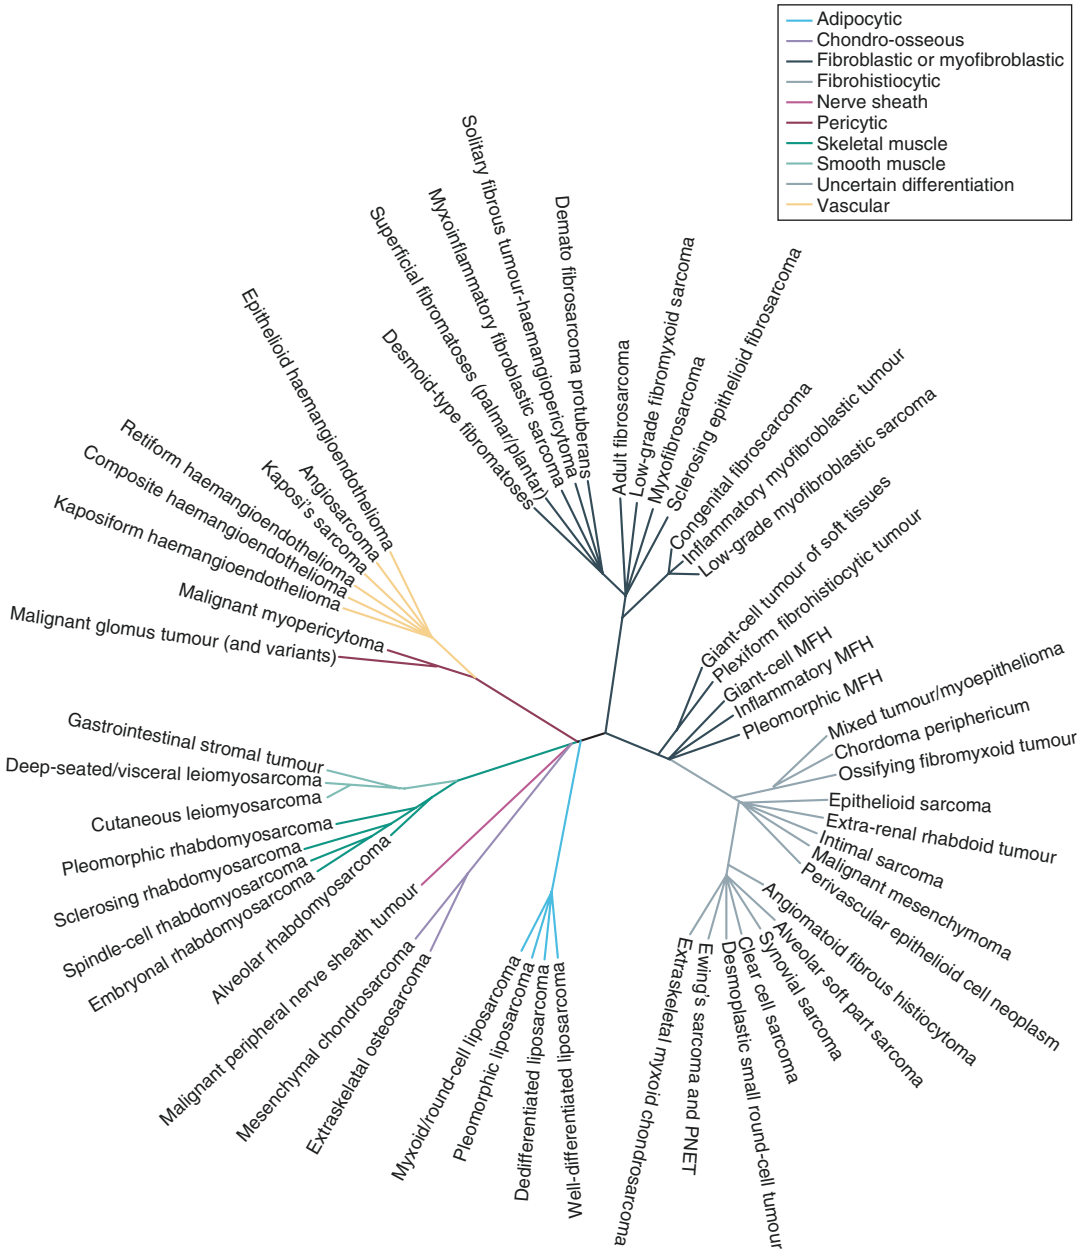 Adipocytic
Chondro-osseous
Fibroblastic or myofibroblastic
Fibrohistiocytic
Nerve sheath
Pericytic
Skeletal muscle
Smooth muscle
Uncertain differentiation
Vascular
Malignant glomus tumour (and variants)
Malignant myopericytoma
Kaposiform haemangioendothelioma
Composite haemangioendothelioma
Retiform haemangioendothelioma
Kaposi's sarcoma
Angiosarcoma
Epithelioid haemangioendothelioma
Desmoid-type fibromatoses
Superficial fibromatoses (palmar/plantar)
Myxoinflammatory fibroblastic sarcoma
Solitary fibrous tumour-haemangiopericytoma
Demato fibrosarcoma protuberans
Adult fibrosarcoma
Low-grade fibromyxoid sarcoma
Myxofibrosarcoma
Sclerosing epithelioid fibrosarcoma
Congenital fibroscarcoma
Inflammatory myofibroblastic tumour
Low-grade myofibroblastic sarcoma
Giant-cell tumour of soft tissues
Plexiform fibrohistiocytic tumour
Giant-cell MFH
Inflammatory MFH
Pleomorphic MFH
Mixed tumour/myoepithelioma
Chordoma periphericum
Ossifying fibromyxoid tumour
Epithelioid sarcoma
Extra-renal rhabdoid tumour
Intimal sarcoma
Malignant mesenchymoma
Perivascular epithelioid cell neoplasm
Angiomatoid fibrous histiocytoma
Alveolar soft part sarcoma
Synovial sarcoma
Clear cell sarcoma
Desmoplastic small round-cell tumour
Ewing's sarcoma and PNET
Extraskeletal myxoid chondrosarcoma
Well-differentiated liposarcoma
Dedifferentiated liposarcoma
Pleomorphic liposarcoma
Myxoid/round-cell liposarcoma
Extraskelatal osteosarcoma
Mesenchymal chondrosarcoma
Malignant peripheral nerve sheath tumour
Alveolar rhabdomyosarcoma
Embryonal rhabdomyosarcoma
Spindle-cell rhabdomyosarcoma
Sclerosing rhabdomyosarcoma
Pleomorphic rhabdomyosarcoma
Cutaneous leiomyosarcoma
Deep-seated/visceral leiomyosarcoma
Gastrointestinal stromal tumour